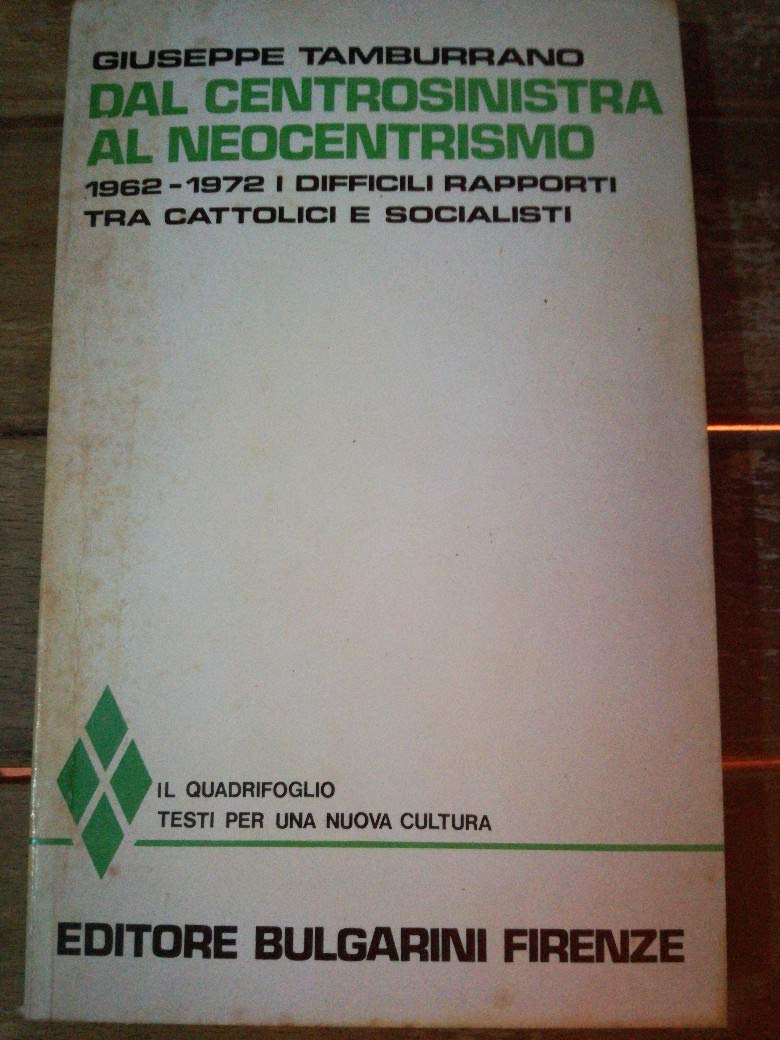 GIUSEPPE TAMBURRANO
DAL CENTROSINISTRA
AL NEOCENTRISMO
1962-1972 I DIFFICILI RAPPORTI
TRA CATTOLICI E SOCIALISTI
IL QUADRIFOGLIO
TESTI PER UNA NUOVA CULTURA
EDITORE BULGARINI FIRENZE